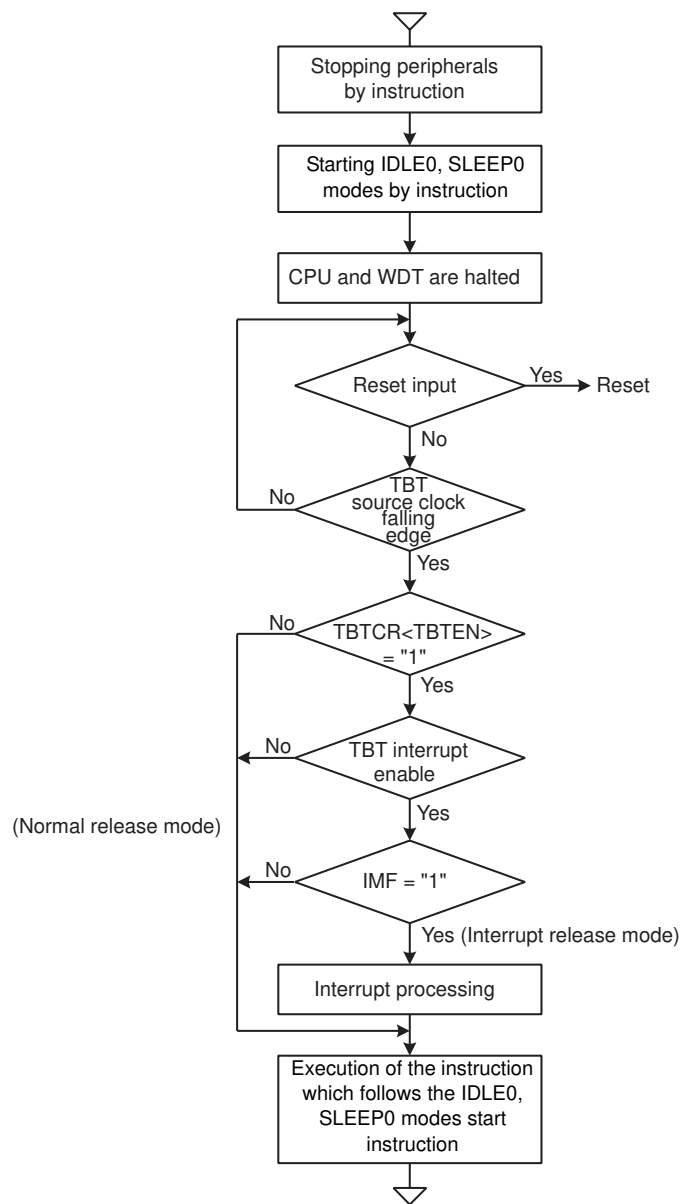 Stopping peripherals
by instruction
Starting IDLE0, SLEEP0
modes by instruction
CPU and WDT are halted
Reset input
Yes
Reset
No
No
TBT
source clock
falling
edge
Yes
No
TBTCR<TBTEN>
= "1"
Yes
No
TBT interrupt
enable
Yes
(Normal release mode)
No
IMF = "1"
Yes (Interrupt release mode)
Interrupt processing
Execution of the instruction
which follows the IDLE0,
SLEEP0 modes start
instruction